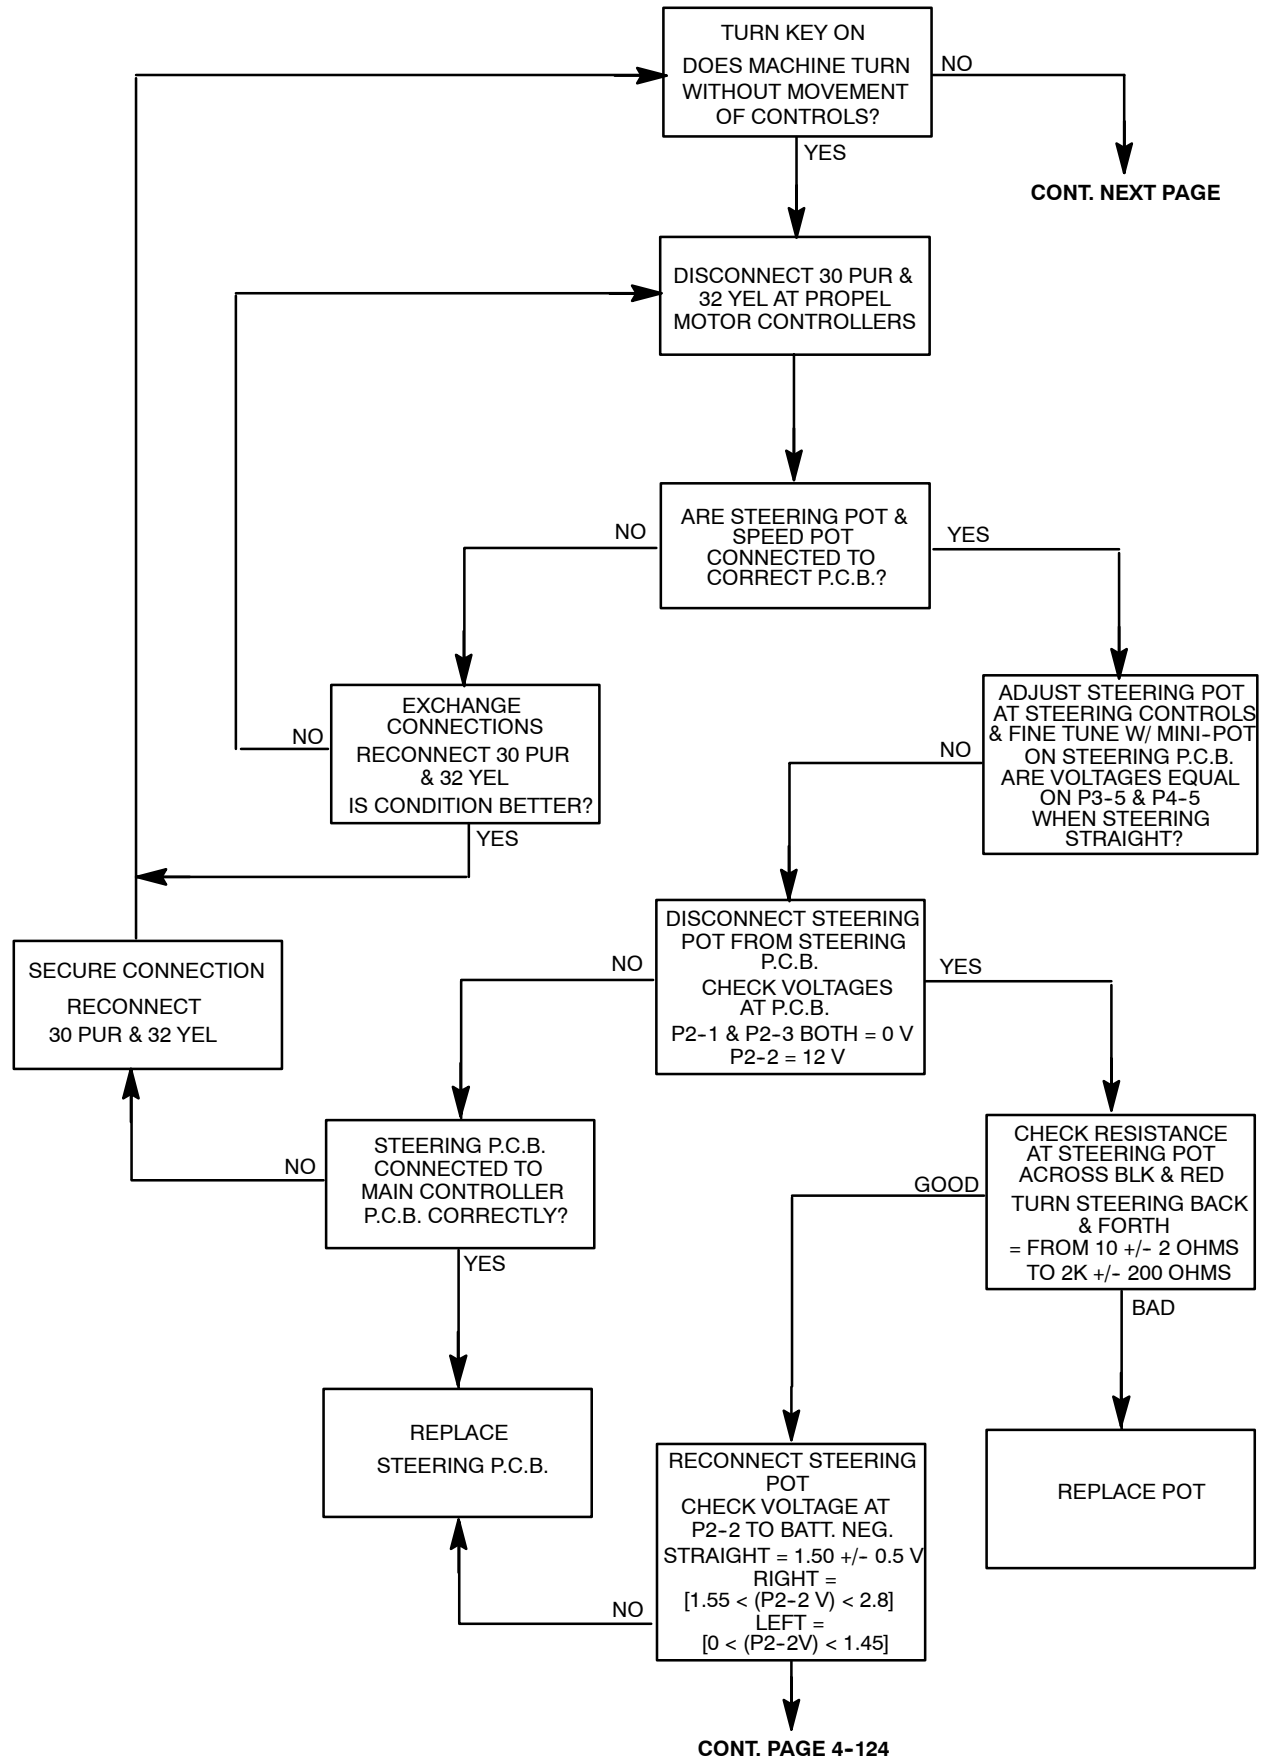 TURN KEY ON
DOES MACHINE TURN
WITHOUT MOVEMENT
OF CONTROLS?
NO
YES
CONT. NEXT PAGE
DISCONNECT 30 PUR &
32 YEL AT PROPEL
MOTOR CONTROLLERS
ARE STEERING POT &
SPEED POT
CONNECTED TO
CORRECT P.C.B.?
NO
YES
EXCHANGE
CONNECTIONS
RECONNECT 30 PUR
& 32 YEL
IS CONDITION BETTER?
NO
YES
ADJUST STEERING POT
AT STEERING CONTROLS
& FINE TUNE W/ MINI-POT
ON STEERING P.C.B.
ARE VOLTAGES EQUAL
ON P3-5 & P4-5
WHEN STEERING
STRAIGHT?
NO
DISCONNECT STEERING
POT FROM STEERING
P.C.B.
CHECK VOLTAGES
AT P.C.B.
P2-1 & P2-3 BOTH = 0 V
P2-2 = 12 V
NO
YES
SECURE CONNECTION
RECONNECT
30 PUR & 32 YEL
STEERING P.C.B.
CONNECTED TO
MAIN CONTROLLER
P.C.B. CORRECTLY?
NO
YES
CHECK RESISTANCE
AT STEERING POT
ACROSS BLK & RED
TURN STEERING BACK
& FORTH
= FROM 10 +/- 2 OHMS
TO 2K +/- 200 OHMS
GOOD
BAD
REPLACE
STEERING P.C.B.
RECONNECT STEERING
POT
CHECK VOLTAGE AT
P2-2 TO BATT. NEG.
STRAIGHT = 1.50 +/- 0.5 V
RIGHT =
[1.55 < (P2-2 V) < 2.8]
LEFT =
[0 < (P2-2V) < 1.45]
NO
REPLACE POT
CONT. PAGE 4-124